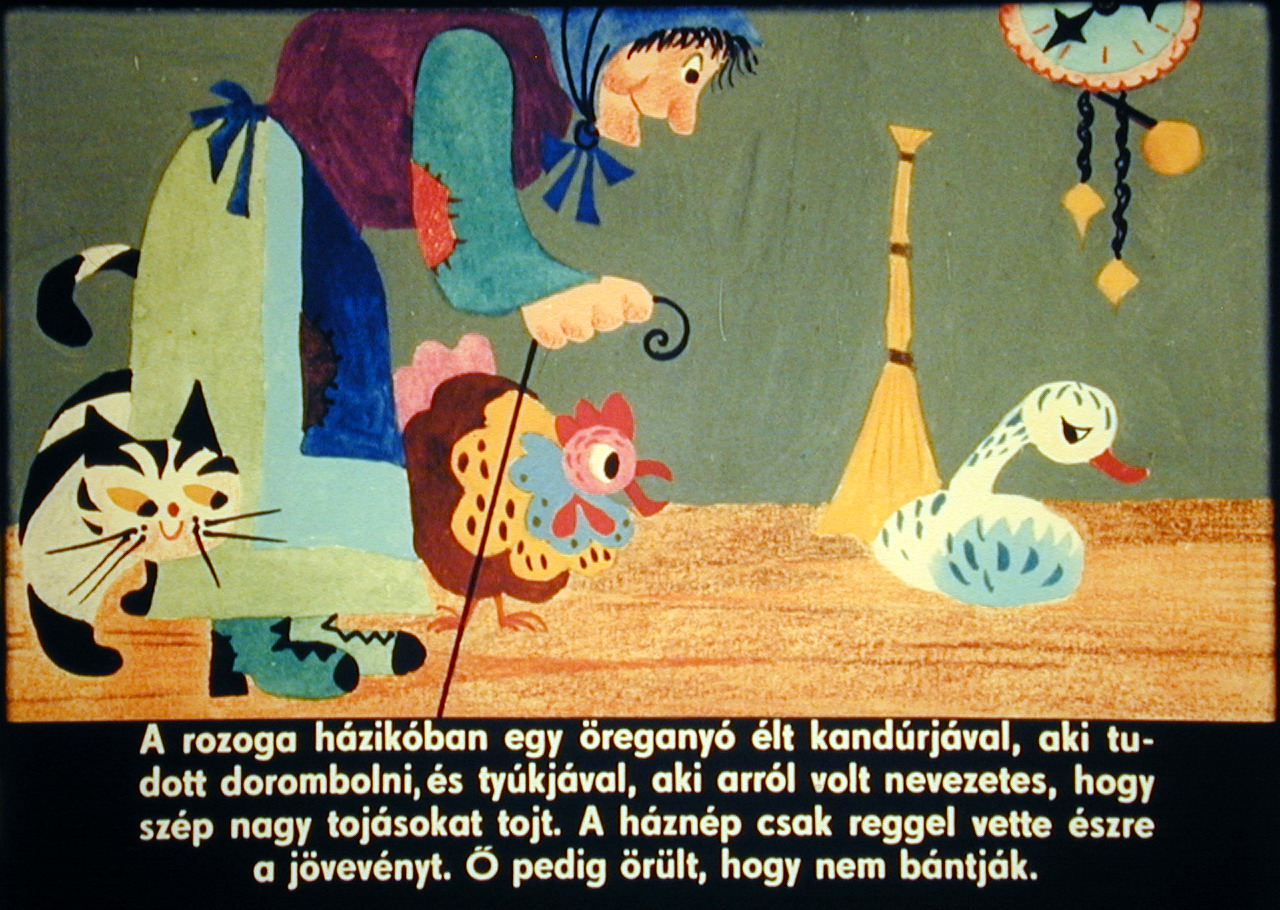 A rozoga házikóban egy öreganyó élt kandúrjával, aki tu-
dott dorombolni, és tyúkjával, aki arról volt nevezetes, hogy
szép nagy tojásokat tojt. A háznép csak reggel vette észre
a jövevényt. Ő pedig örült, hogy nem bántják.